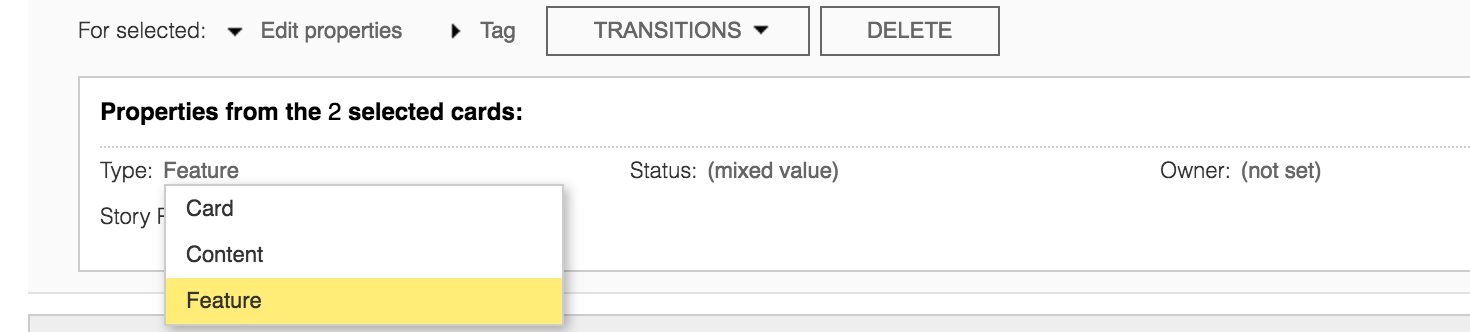 For selected: Edit properties Tag TRANSITIONS DELETE
Properties from the 2 selected cards:
Type: Feature Status: (mixed value) Owner: (not set)
Story
Card
Content
Feature